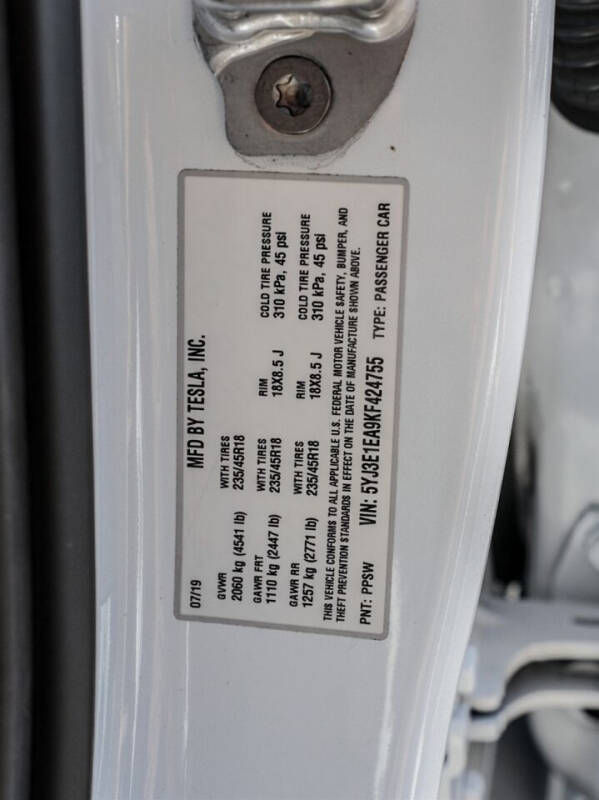 MFD BY TESLA, INC.
07/19
GVWR WITH TIRES
2060 kg (4541 lb) 235/45R18
GAWR FRT WITH TIRES RIM COLD TIRE PRESSURE
1110 kg (2447 lb) 235/45R18 18X8.5 J 310 kPa, 45 psi
GAWR RR WITH TIRES RIM COLD TIRE PRESSURE
1257 kg (2771 lb) 235/45R18 18X8.5 J 310 kPa, 45 psi
THIS VEHICLE CONFORMS TO ALL APPLICABLE U.S. FEDERAL MOTOR VEHICLE SAFETY, BUMPER, AND
THEFT PREVENTION STANDARDS IN EFFECT ON THE DATE OF MANUFACTURE SHOWN ABOVE.
PNT: PPSW VIN: 5YJ3E1EA9KF424755 TYPE: PASSENGER CAR